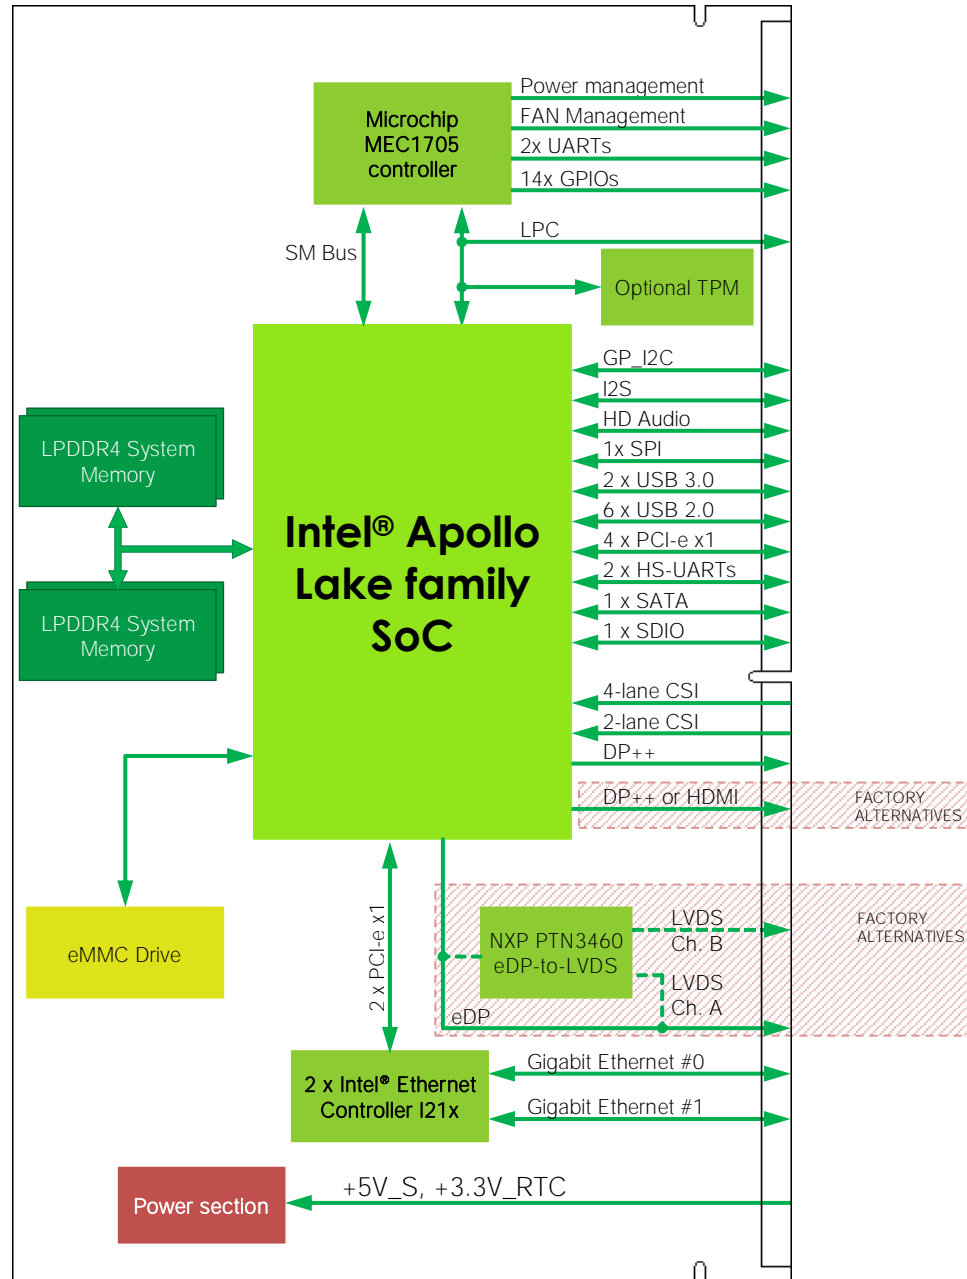 Power management
FAN Management
2x UARTs
14x GPIOs
Microchip
MEC1705
controller
LPC
SM Bus
Optional TPM
GP_I2C
I2S
HD Audio
1x SPI
2 x USB 3.0
6 x USB 2.0
4 x PCI-e x1
2 x HS-UARTs
1 x SATA
1 x SDIO
LPDDR4 System
Memory
LPDDR4 System
Memory
Intel® Apollo
Lake family
SoC
4-lane CSI
2-lane CSI
DP++
DP++ or HDMI
FACTORY
ALTERNATIVES
eMMC Drive
2 x PCI-e x1
NXP PTN3460
eDP-to-LVDS
LVDS
Ch. B
LVDS
Ch. A
FACTORY
ALTERNATIVES
eDP
2 x Intel® Ethernet
Controller I21x
Gigabit Ethernet #0
Gigabit Ethernet #1
Power section
+5V_S, +3.3V_RTC